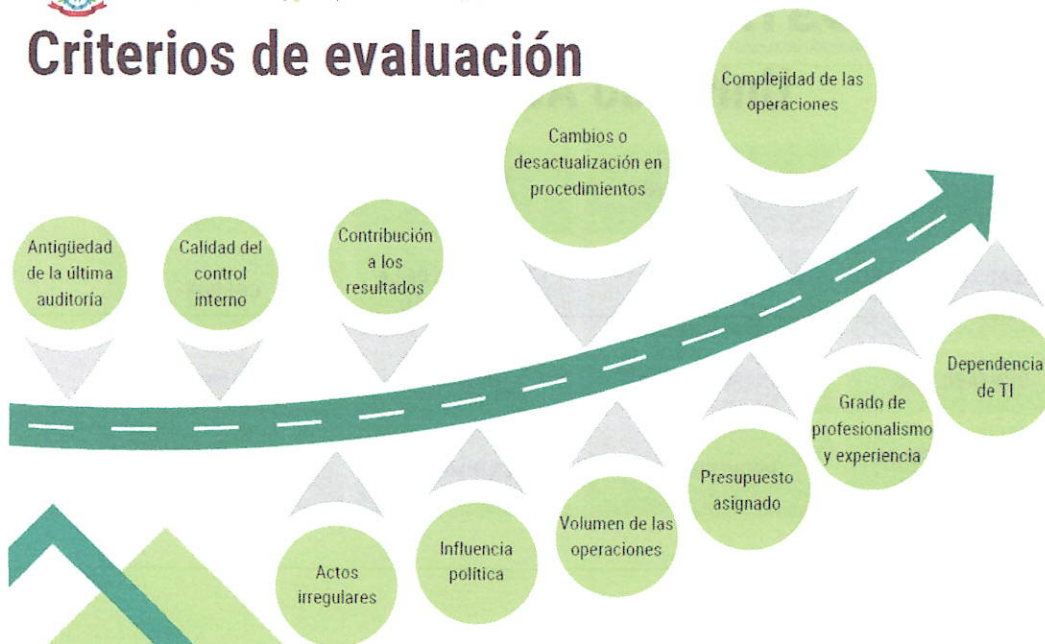 Criterios de evaluación
Complejidad de las
operaciones
Cambios o
desactualización en
procedimientos
Antigüedad
de la última
auditoría
Calidad del
control
interno
Contribución
a los
resultados
Dependencia
de TI
Grado de
profesionalismo
y experiencia
Presupuesto
asignado
Volumen de las
operaciones
Influencia
política
Actos
irregulares